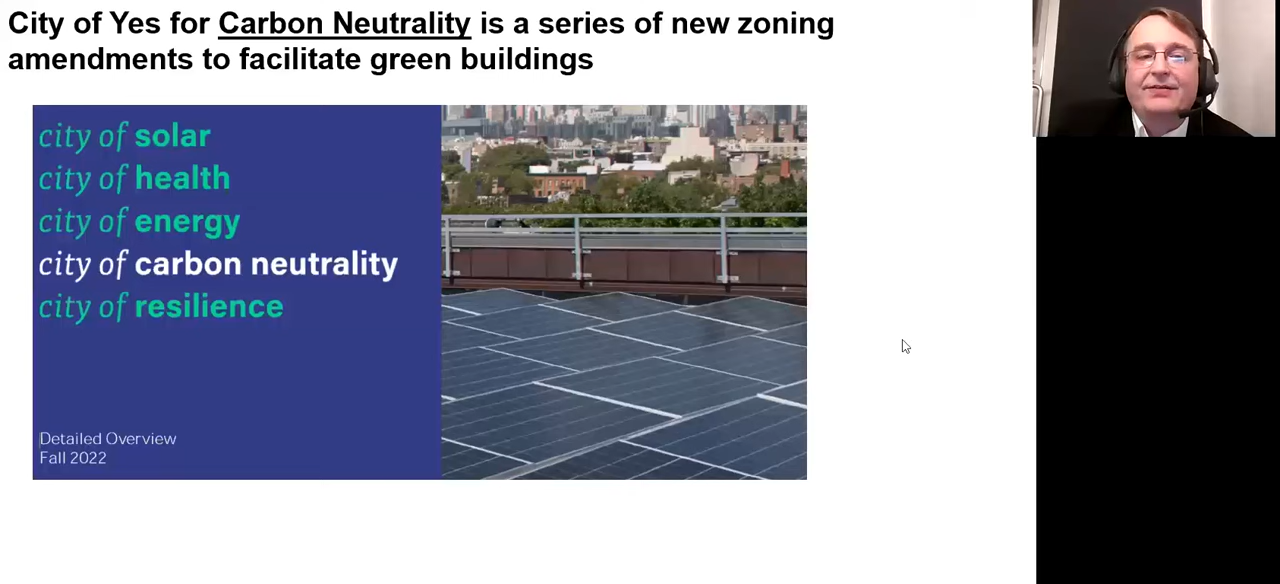 City of Yes for Carbon Neutrality is a series of new zoning
amendments to facilitate green buildings
city of solar
city of health
city of energy
city of carbon neutrality
city of resilience
Detailed Overview
Fall 2022